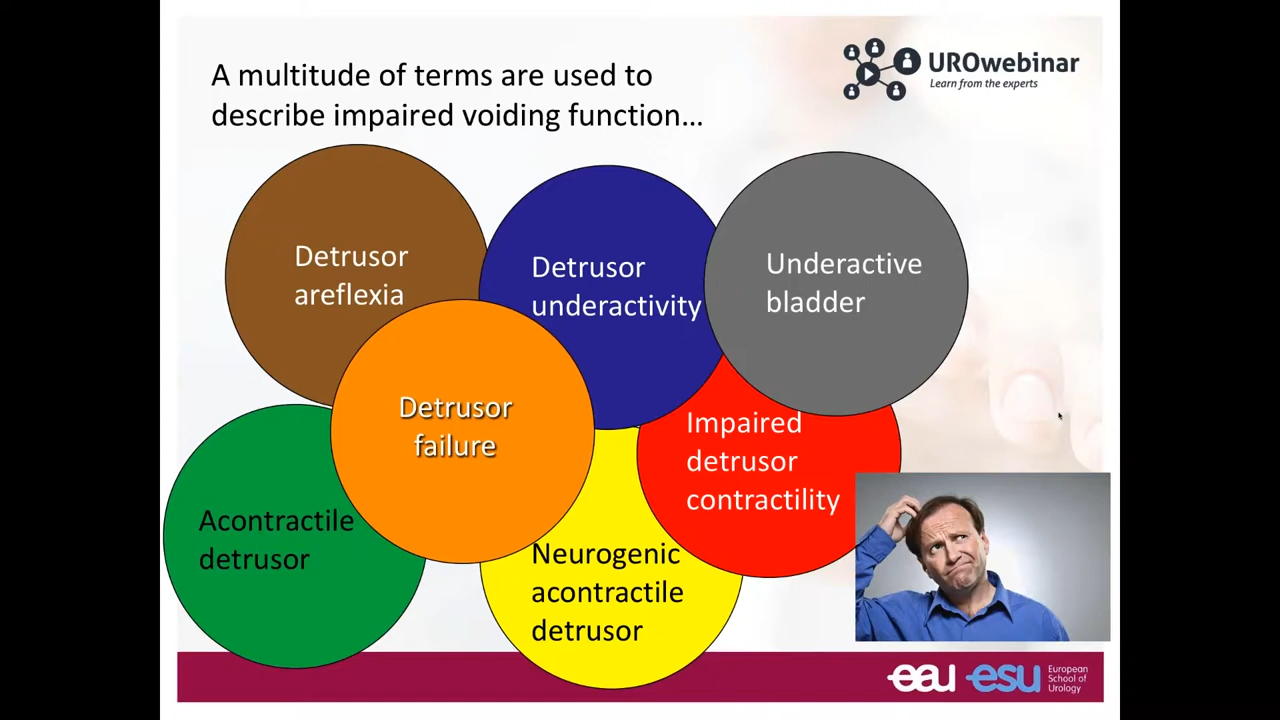 A multitude of terms are used to
describe impaired voiding function...
UROwebinar
Learn from the experts
Detrusor
areflexia
Detrusor
underactivity
Underactive
bladder
Detrusor
failure
Impaired
detrusor
contractility
Acontractile
detrusor
Neurogenic
acontractile
detrusor
eau esu
European
School of
Urology